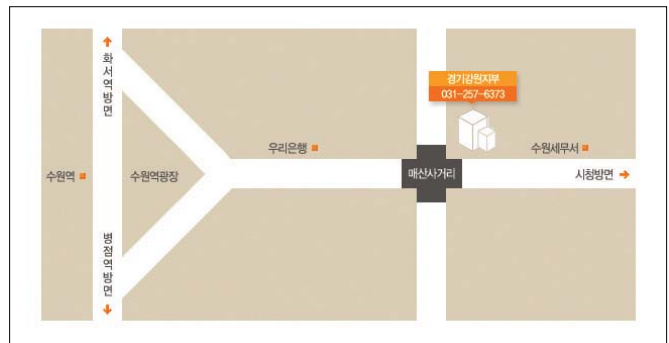 화서역방면
경기강원지부
031-257-6373
우리은행
수원세무서
수원역
수원역광장
매산사거리
시청방면
병점역방면